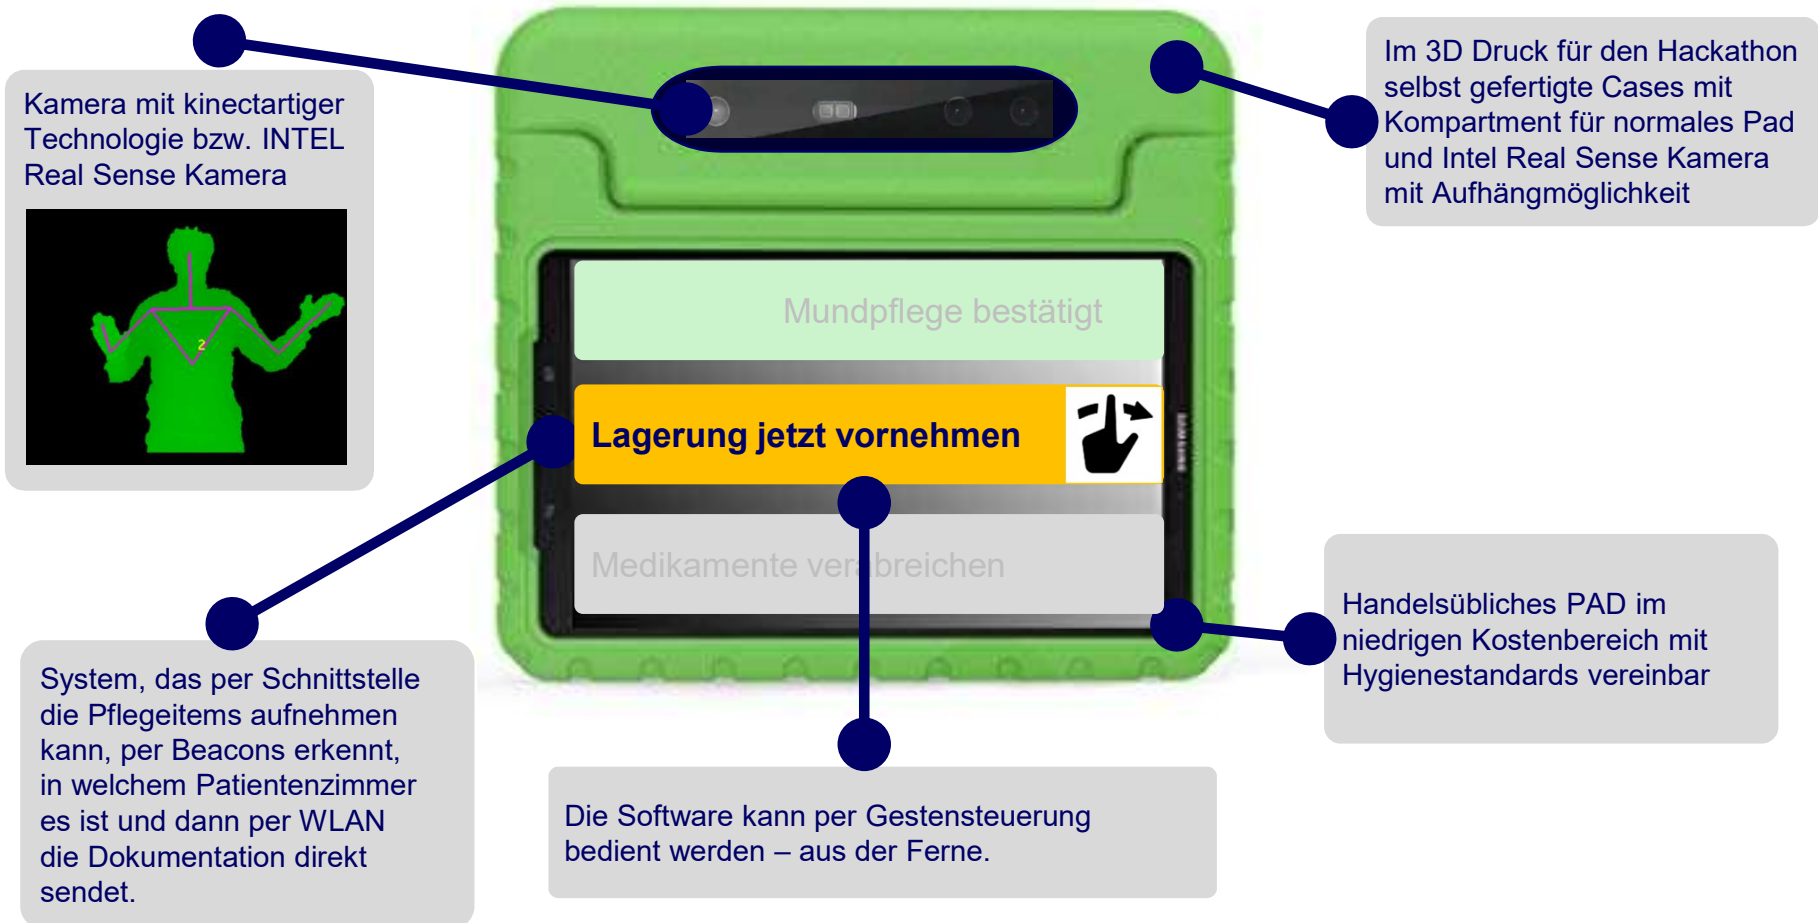 Kamera mit kinectartiger
Technologie bzw. INTEL
Real Sense Kamera
2
Im 3D Druck für den Hackathon
selbst gefertigte Cases mit
Kompartment für normales Pad
und Intel Real Sense Kamera
mit Aufhängmöglichkeit
Mundpflege bestätigt
Lagerung jetzt vornehmen
Medikamente verabreichen
System, das per Schnittstelle
die Pflegeitems aufnehmen
kann, per Beacons erkennt,
in welchem Patientenzimmer
es ist und dann per WLAN
die Dokumentation direkt
sendet.
Die Software kann per Gestensteuerung
bedient werden – aus der Ferne.
Handelsübliches PAD im
niedrigen Kostenbereich mit
Hygienestandards vereinbar